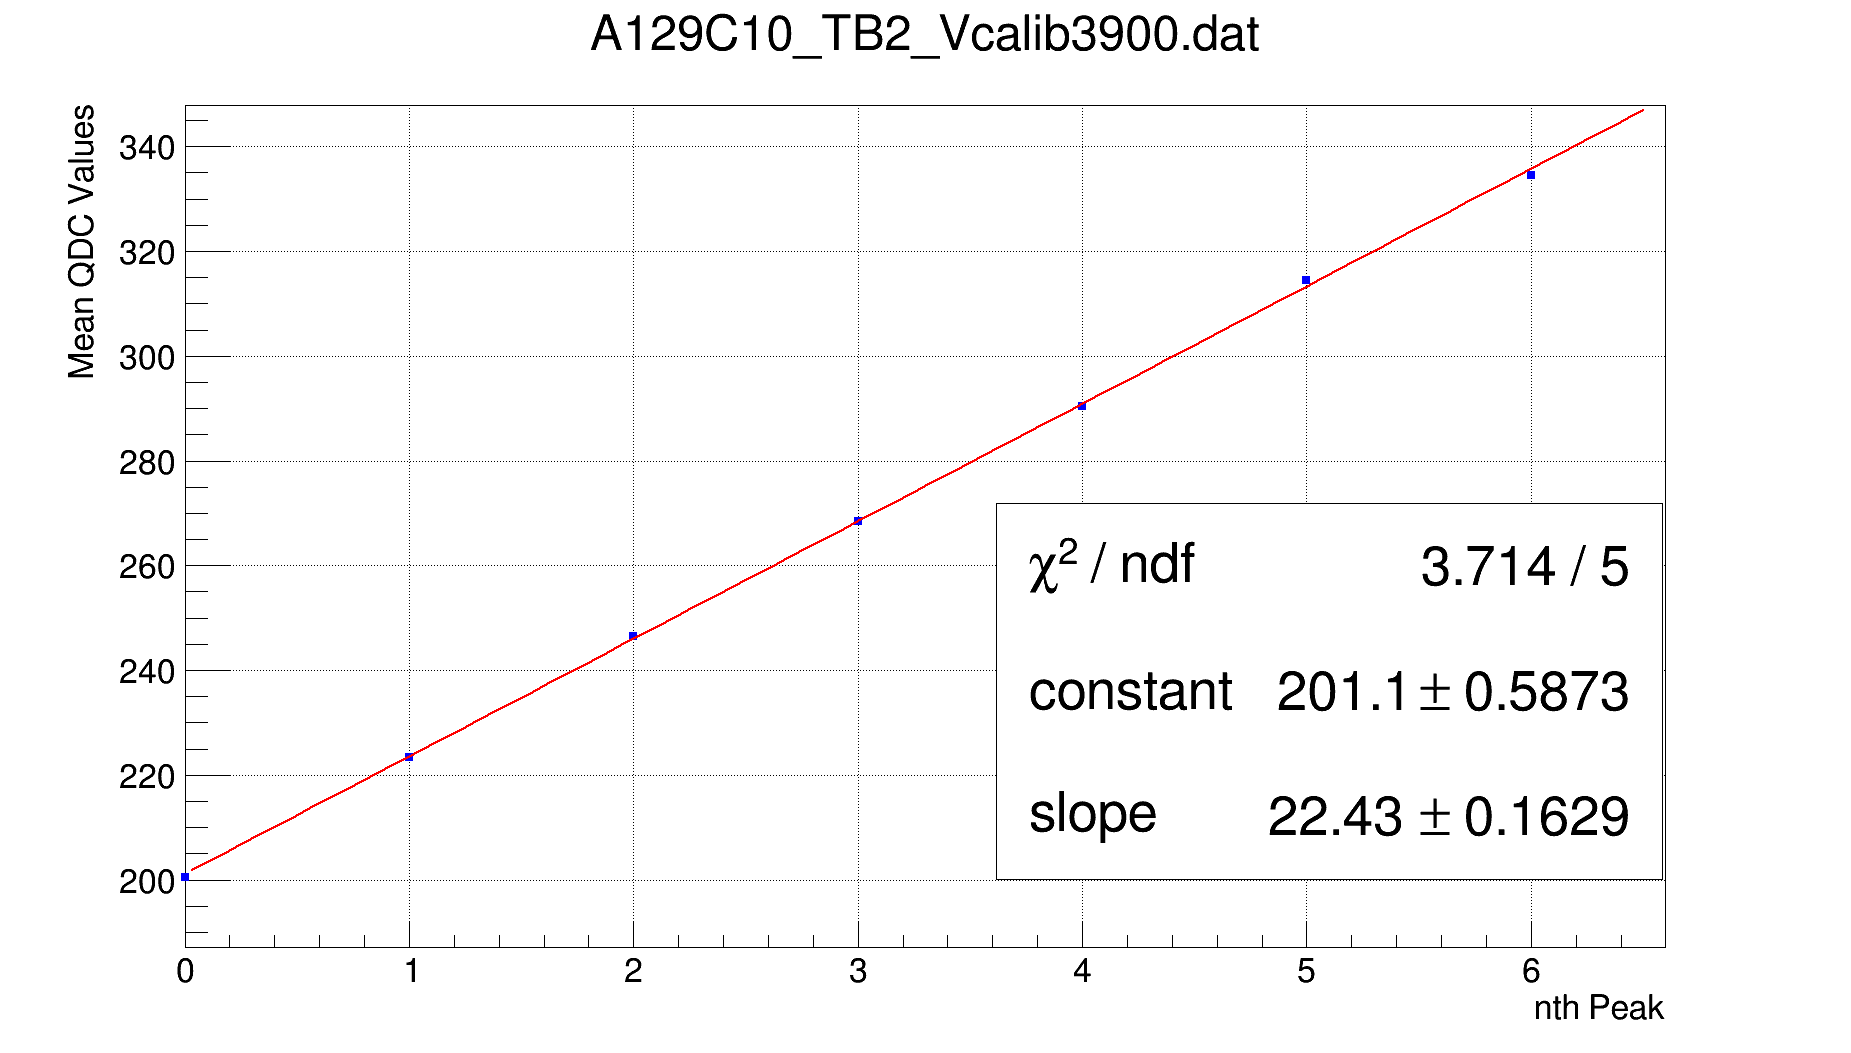 A129C10_TB2_Vcalib3900.dat
Mean QDC Values
340
320
300
280
260
240
220
200
χ² / ndf 3.714 / 5
constant 201.1 ± 0.5873
slope 22.43 ± 0.1629
0 1 2 3 4 5 6
nth Peak